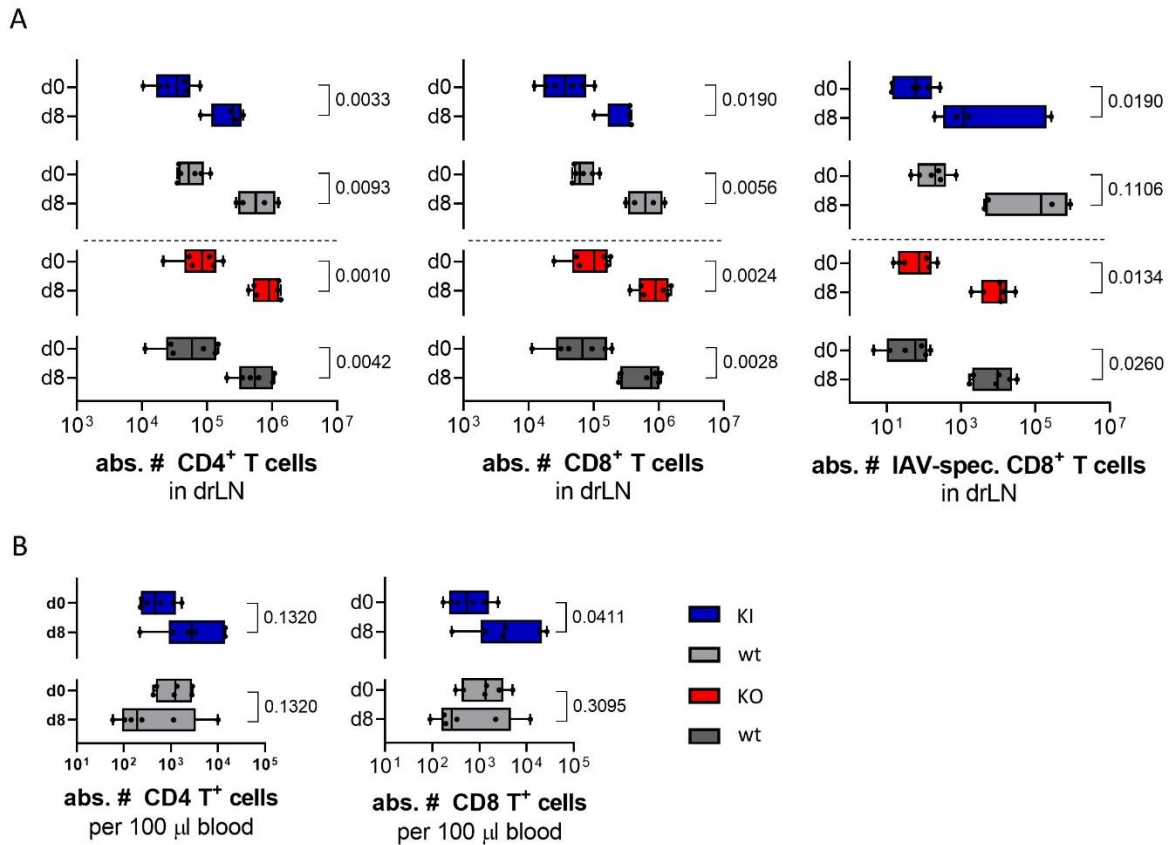 A
d0
d8
0.0033
d0
d8
0.0093
d0
d8
0.0010
d0
d8
0.0042
10³ 10⁴ 10⁵ 10⁶ 10⁷
abs. # CD4⁺ T cells
in drLN
d0
d8
0.0190
d0
d8
0.0056
d0
d8
0.0024
d0
d8
0.0028
10³ 10⁴ 10⁵ 10⁶ 10⁷
abs. # CD8⁺ T cells
in drLN
d0
d8
0.0190
d0
d8
0.1106
d0
d8
0.0134
d0
d8
0.0260
10¹ 10³ 10⁵ 10⁷
abs. # IAV-spec. CD8⁺ T cells
in drLN
B
d0
d8
0.1320
d0
d8
0.1320
10¹ 10² 10³ 10⁴ 10⁵
abs. # CD4 T⁺ cells
per 100 µl blood
d0
d8
0.0411
d0
d8
0.3095
10¹ 10² 10³ 10⁴ 10⁵
abs. # CD8 T⁺ cells
per 100 µl blood
KI
wt
KO
wt